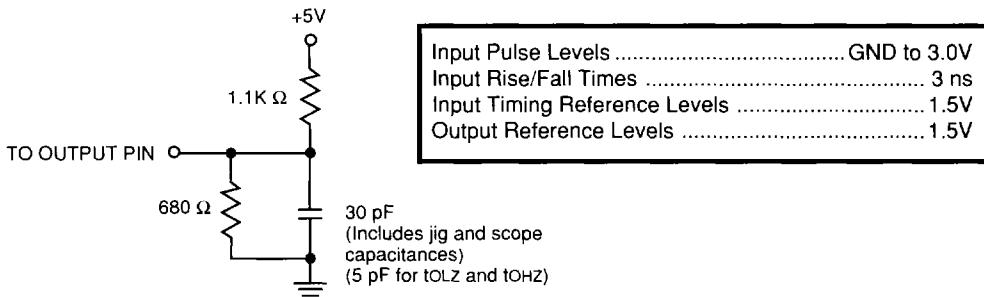 +5V
1.1K Ω
TO OUTPUT PIN
680 Ω
30 pF
(Includes jig and scope
capacitances)
(5 pF for tOLZ and tOHZ)
Input Pulse Levels ................................... GND to 3.0V
Input Rise/Fall Times ........................................... 3 ns
Input Timing Reference Levels ............................ 1.5V
Output Reference Levels ..................................... 1.5V